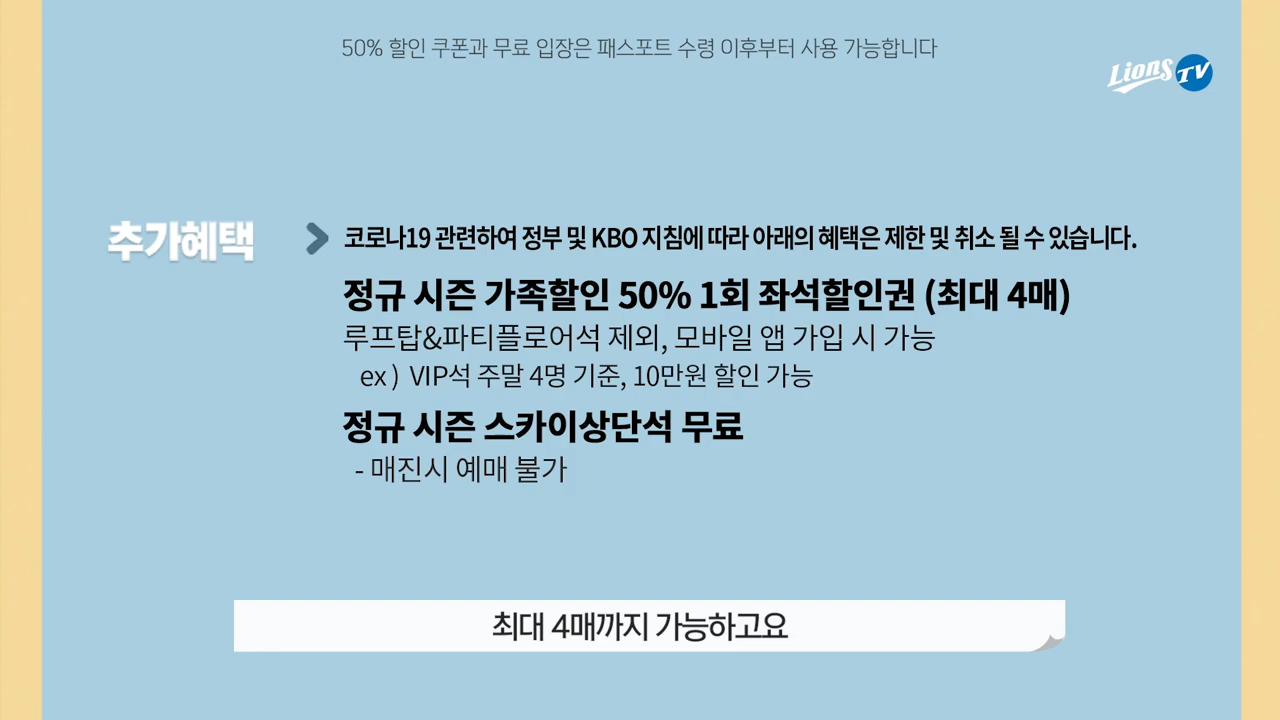 50% 할인 쿠폰과 무료 입장은 패스포트 수령 이후부터 사용 가능합니다
Lions TV
추가혜택
코로나19 관련하여 정부 및 KBO 지침에 따라 아래의 혜택은 제한 및 취소 될 수 있습니다.
정규 시즌 가족할인 50% 1회 좌석할인권 (최대 4매)
루프탑&파티플로어석 제외, 모바일 앱 가입 시 가능
ex ) VIP석 주말 4명 기준, 10만원 할인 가능
정규 시즌 스카이상단석 무료
- 매진시 예매 불가
최대 4매까지 가능하고요